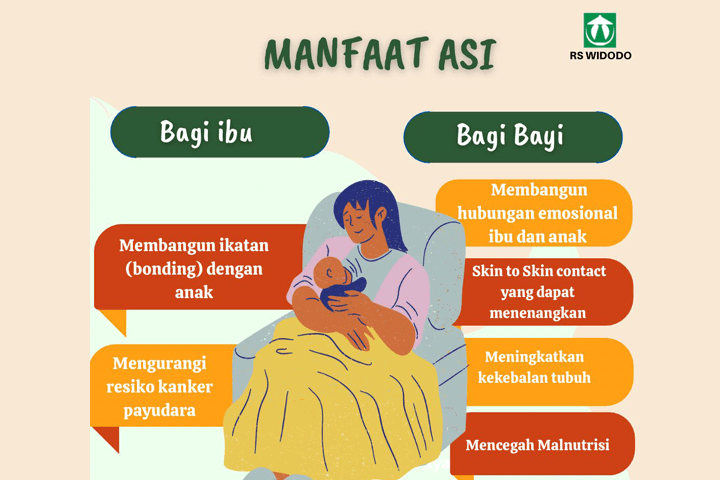 MANFAAT ASI
RS WIDODO
Bagi ibu
Membangun ikatan
(bonding) dengan
anak
Mengurangi
resiko kanker
payudara
Bagi Bayi
Membangun
hubungan emosional
ibu dan anak
Skin to Skin contact
yang dapat
menenangkan
Meningkatkan
kekebalan tubuh
Mencegah Malnutrisi